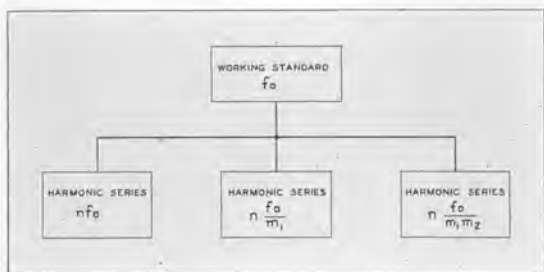 WORKING STANDARD
fo
HARMONIC SERIES
nfo
HARMONIC SERIES
n fo/m₁
HARMONIC SERIES
n fo/m₁m₂